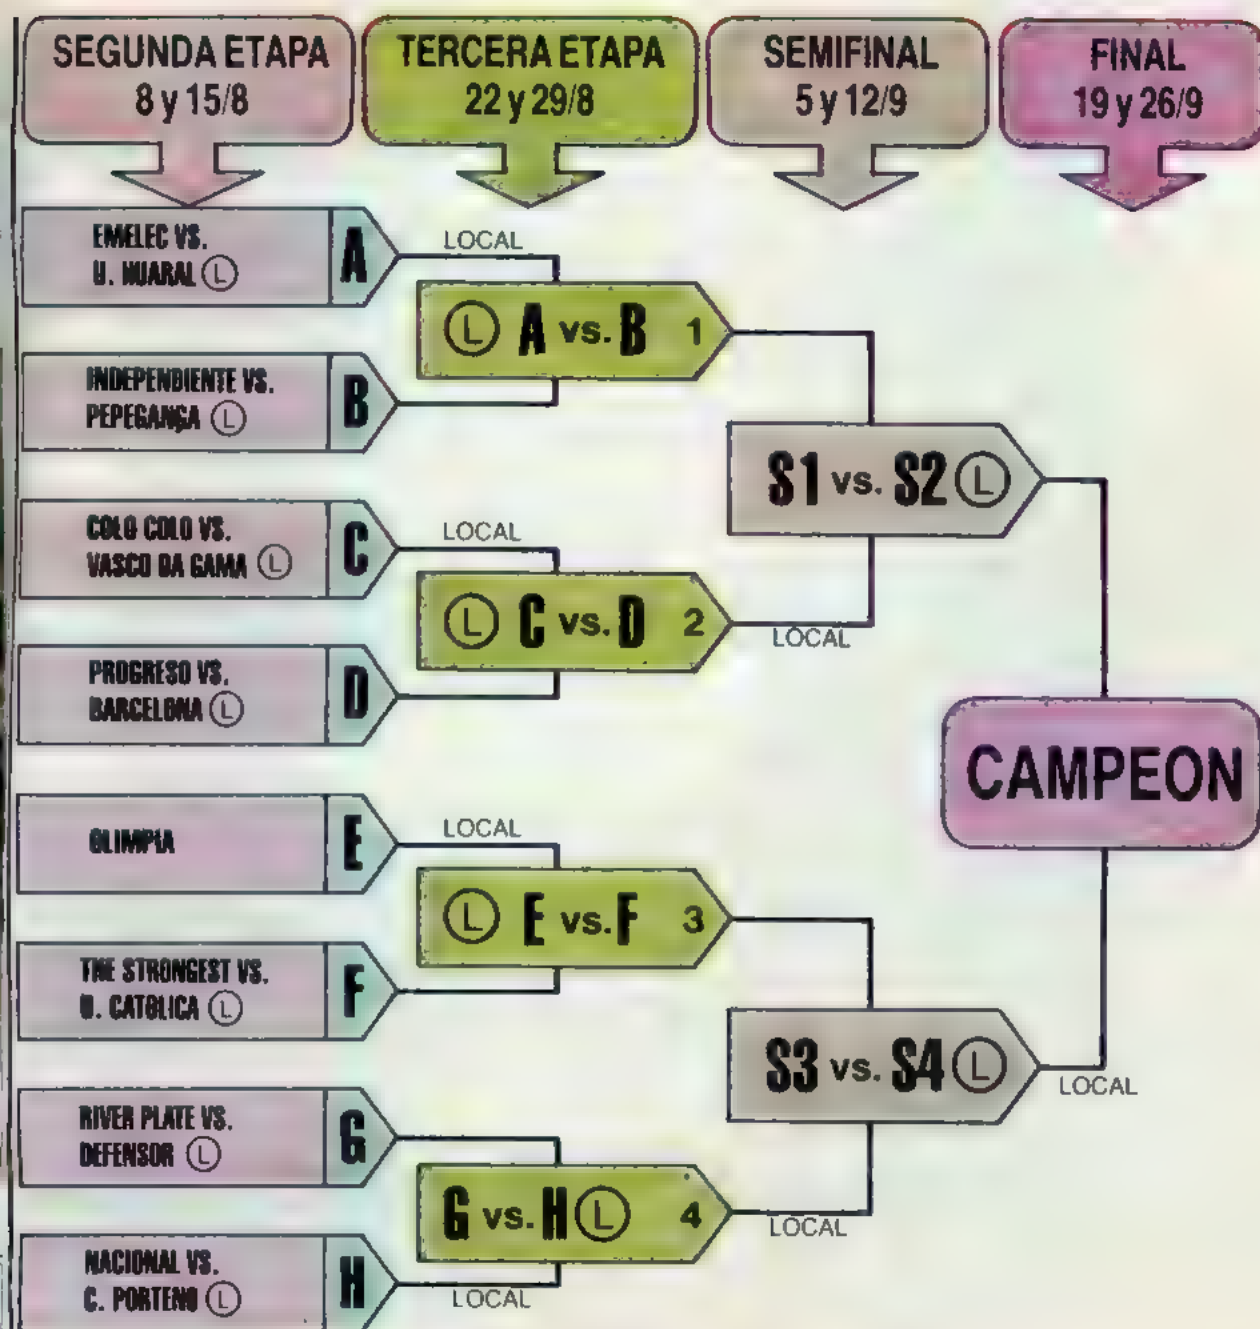 SEGUNDA ETAPA
8 y 15/8
TERCERA ETAPA
22 y 29/8
SEMIFINAL
5 y 12/9
FINAL
19 y 26/9
EMELEC VS.
U. HUARAL Ⓛ
A
LOCAL
Ⓛ A vs. B 1
INDEPENDIENTE VS.
PEPEGANÇA Ⓛ
B
S1 vs. S2 Ⓛ
COLO COLO VS.
VASCO DA GAMA Ⓛ
C
LOCAL
Ⓛ C vs. D 2
LOCAL
PROGRESO VS.
BARCELONA Ⓛ
D
CAMPEON
OLIMPIA
E
LOCAL
Ⓛ E vs. F 3
THE STRONGEST VS.
U. CATOLICA Ⓛ
F
S3 vs. S4 Ⓛ
LOCAL
RIVER PLATE VS.
DEFENSOR Ⓛ
G
G vs. H Ⓛ 4
LOCAL
NACIONAL VS.
C. PORTENO Ⓛ
H
LOCAL